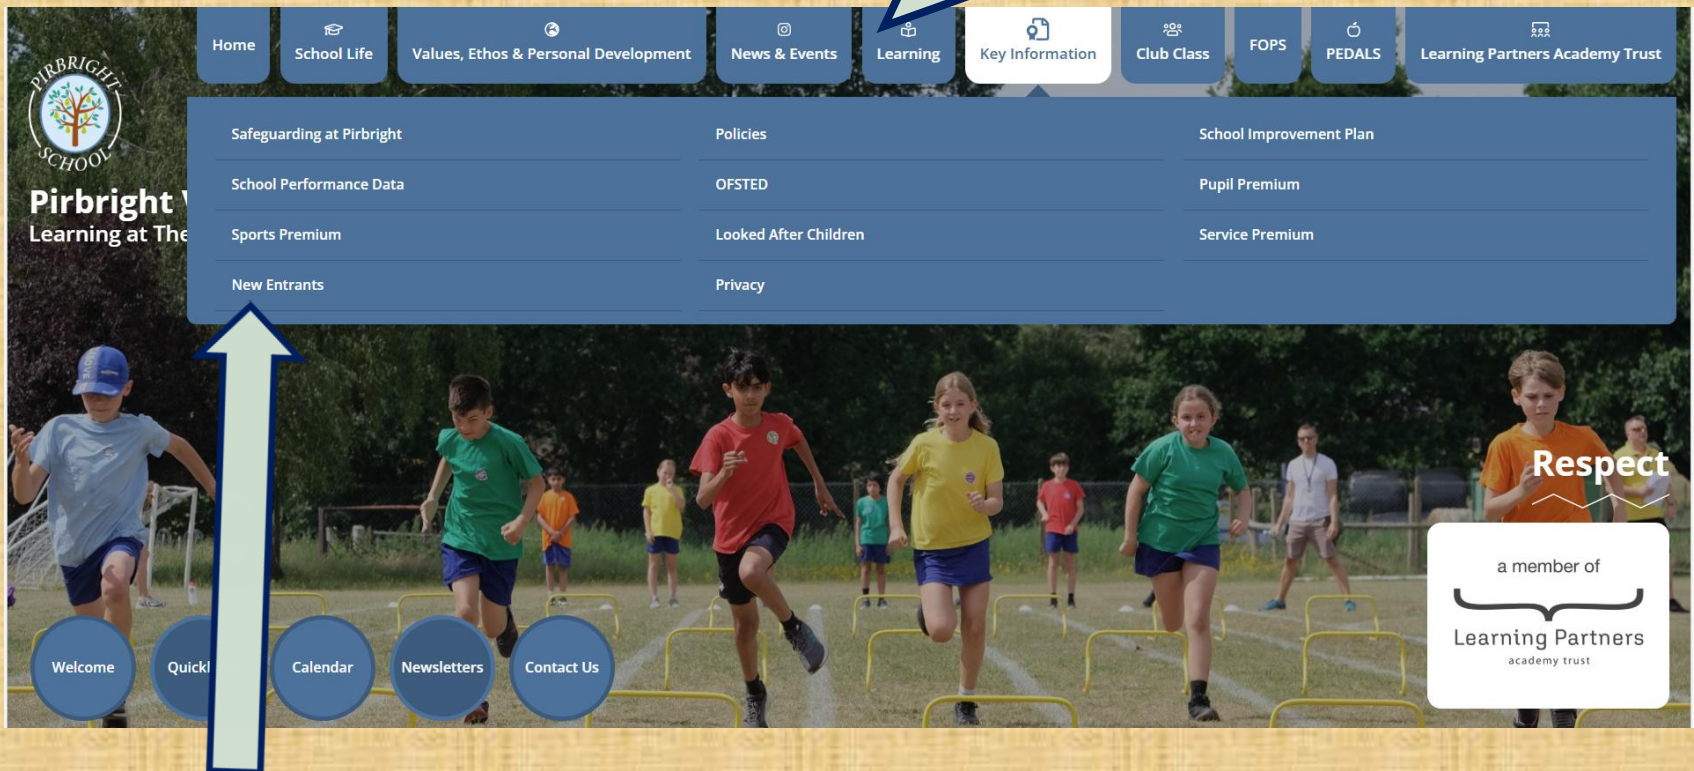 Home
School Life
Values, Ethos & Personal Development
News & Events
Learning
Key Information
Club Class
FOPS
PEDALS
Learning Partners Academy Trust
PIRBRIGHT
SCHOOL
Pirbright
Learning at The
Safeguarding at Pirbright
Policies
School Improvement Plan
School Performance Data
OFSTED
Pupil Premium
Sports Premium
Looked After Children
Service Premium
New Entrants
Privacy
Respect
a member of
Learning Partners
academy trust
Welcome
Calendar
Newsletters
Contact Us